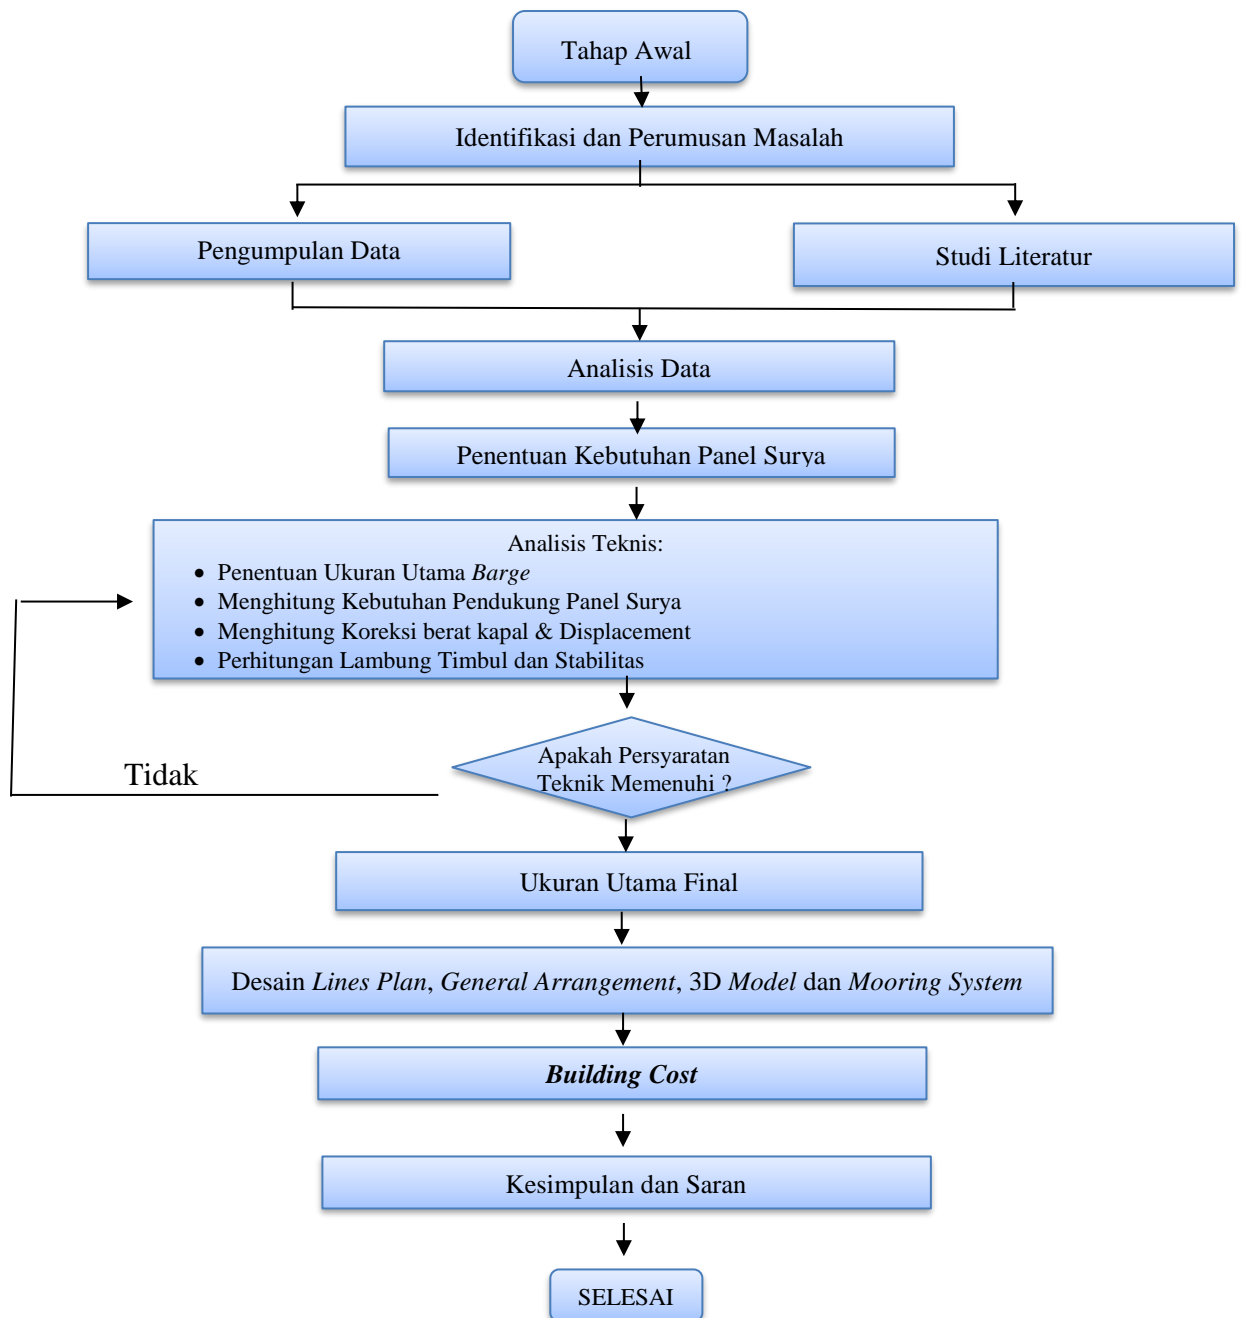 Tahap Awal
Identifikasi dan Perumusan Masalah
Pengumpulan Data
Studi Literatur
Analisis Data
Penentuan Kebutuhan Panel Surya
Analisis Teknis:
• Penentuan Ukuran Utama Barge
• Menghitung Kebutuhan Pendukung Panel Surya
• Menghitung Koreksi berat kapal & Displacement
• Perhitungan Lambung Timbul dan Stabilitas
Apakah Persyaratan
Teknik Memenuhi ?
Tidak
Ukuran Utama Final
Desain Lines Plan, General Arrangement, 3D Model dan Mooring System
Building Cost
Kesimpulan dan Saran
SELESAI